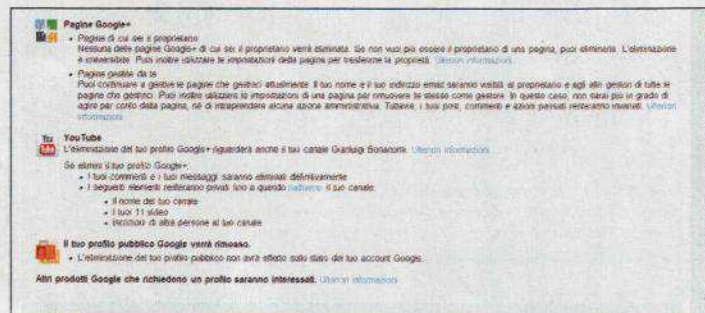 Pagine Google+
• Pagine di cui sei il proprietario
Nessuna delle pagine Google+ di cui sei il proprietario verrà eliminata. Se non vuoi più essere il proprietario di una pagina, puoi eliminarla. L'eliminazione
è irreversibile. Puoi inoltre utilizzare le impostazioni della pagina per trasferirne la proprietà. Ulteriori informazioni
• Pagine gestite da te
Puoi continuare a gestire le pagine che gestisci attualmente. Il tuo nome e il tuo indirizzo email saranno visibili al proprietario e agli altri gestori di tutte le
pagine che gestisci. Puoi inoltre utilizzare le impostazioni di una pagina per rimuovere te stesso come gestore. In questo caso, non sarai più in grado di
agire per conto della pagina, né di intraprendere alcuna azione amministrativa. Tuttavia, i tuoi post, commenti e azioni passati resteranno invariati. Ulteriori
informazioni
You Tube
YouTube
L'eliminazione del tuo profilo Google+ riguarderà anche il tuo canale Gianluigi Bonanomi. Ulteriori informazioni
Se elimini il tuo profilo Google+:
• I tuoi commenti e i tuoi messaggi saranno eliminati definitivamente
• I seguenti elementi resteranno privati fino a quando riattiverai il tuo canale:
• Il nome del tuo canale
• I tuoi 11 video
• Iscrizioni di altre persone al tuo canale
Il tuo profilo pubblico Google verrà rimosso.
• L'eliminazione del tuo profilo pubblico non avrà effetto sullo stato del tuo account Google.
Altri prodotti Google che richiedono un profilo saranno interessati. Ulteriori informazioni